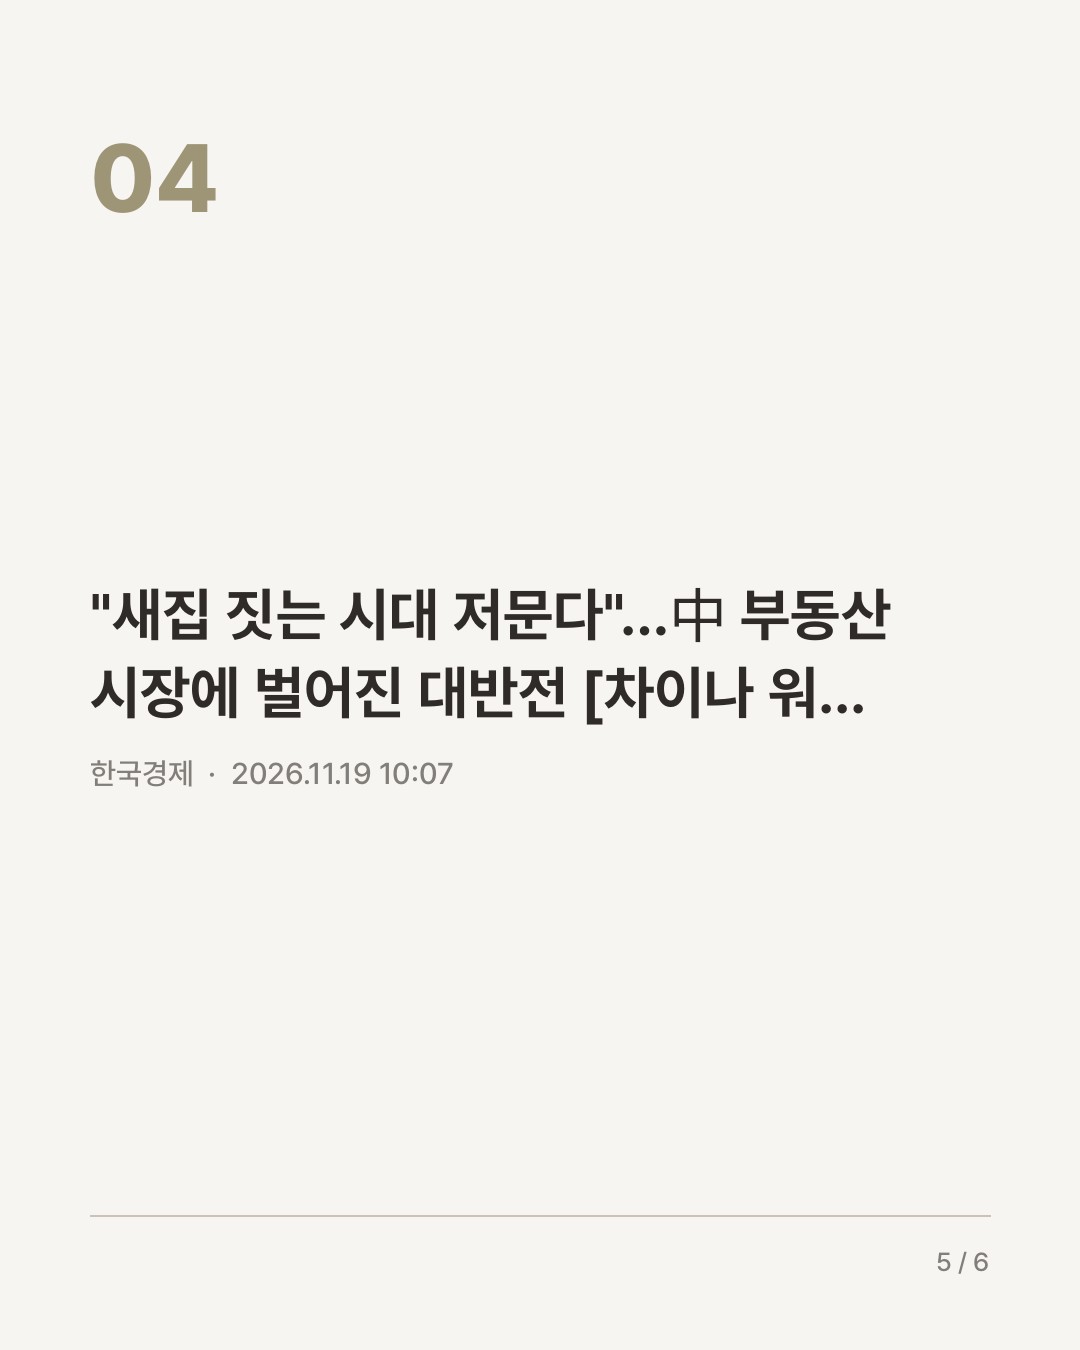 04
"새집 짓는 시대 저문다"...中 부동산
시장에 벌어진 대반전 [차이나 워...
한국경제 · 2026.11.19 10:07
5 / 6